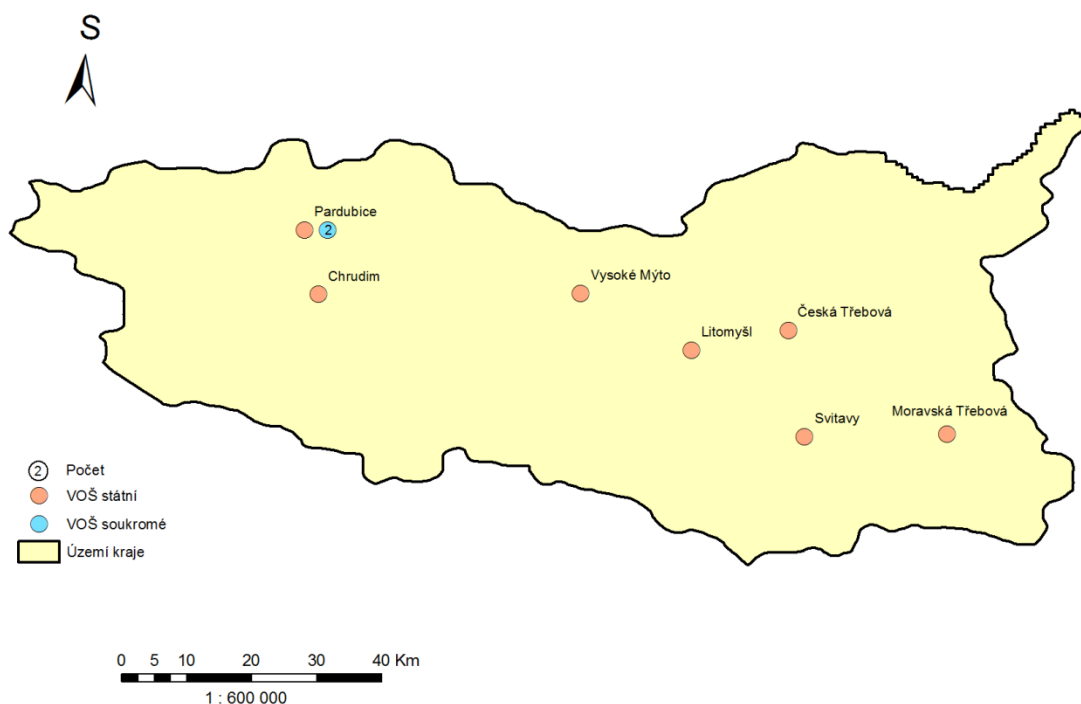 S
Pardubice
2
Chrudim
Vysoké Mýto
Česká Třebová
Litomyšl
Moravská Třebová
Svitavy
2 Počet
VOŠ státní
VOŠ soukromé
Území kraje
0 5 10 20 30 40 Km
1 : 600 000